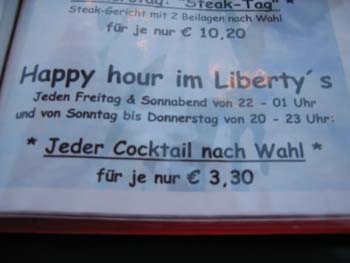 "Steak-Tag" *
Steak-Gericht mit 2 Beilagen nach Wahl
für je nur € 10,20
Happy hour im Liberty´s
Jeden Freitag & Sonnabend von 22 - 01 Uhr
und von Sonntag bis Donnerstag von 20 - 23 Uhr:
* Jeder Cocktail nach Wahl *
für je nur € 3,30